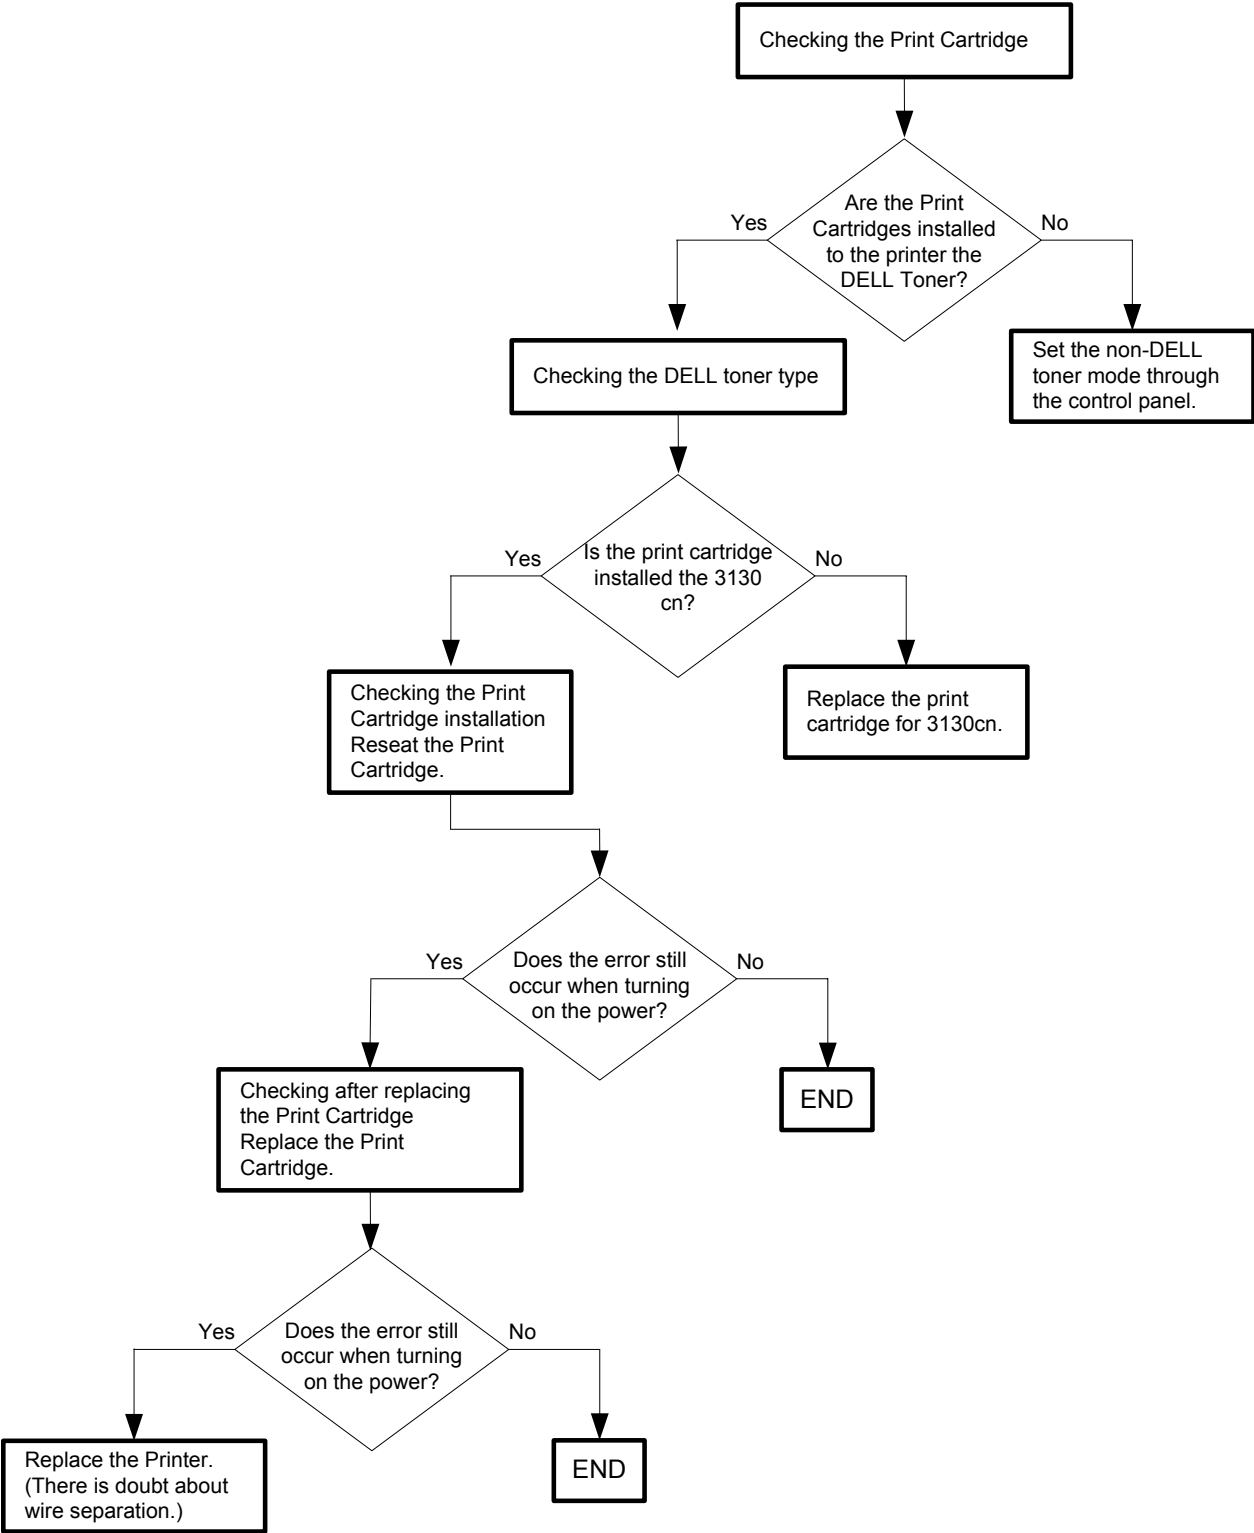 Checking the Print Cartridge
Are the Print
Cartridges installed
to the printer the
DELL Toner?
Yes
No
Set the non-DELL
toner mode through
the control panel.
Checking the DELL toner type
Is the print cartridge
installed the 3130
cn?
Yes
No
Checking the Print
Cartridge installation
Reseat the Print
Cartridge.
Replace the print
cartridge for 3130cn.
Does the error still
occur when turning
on the power?
Yes
No
Checking after replacing
the Print Cartridge
Replace the Print
Cartridge.
END
Does the error still
occur when turning
on the power?
Yes
No
Replace the Printer.
(There is doubt about
wire separation.)
END